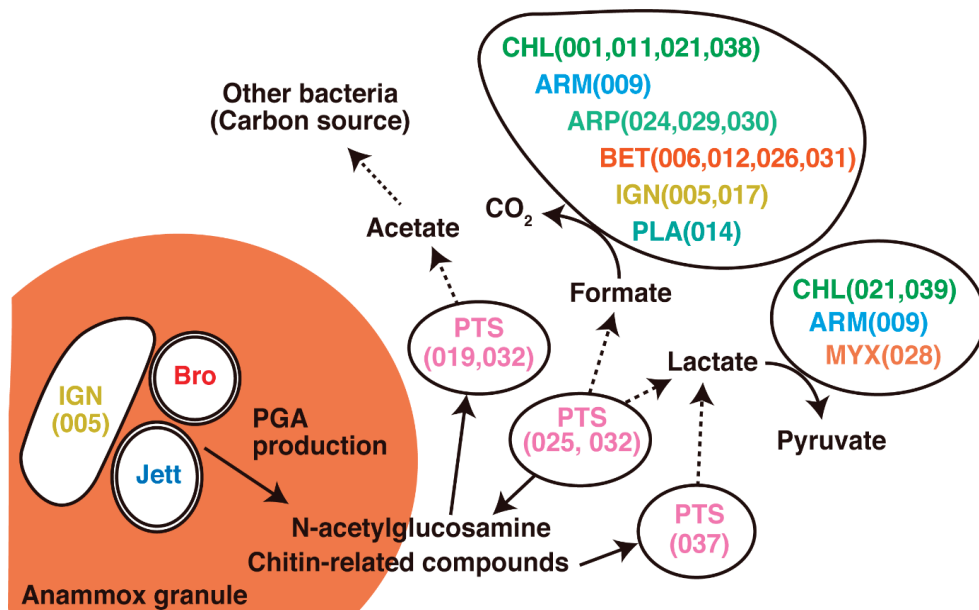 CHL(001,011,021,038)
ARM(009)
ARP(024,029,030)
BET(006,012,026,031)
IGN(005,017)
PLA(014)
Other bacteria
(Carbon source)
CO₂
Acetate
Formate
CHL(021,039)
ARM(009)
MYX(028)
PTS
(019,032)
Lactate
Pyruvate
IGN
(005)
Bro
Jett
PGA
production
PTS
(025, 032)
N-acetylglucosamine
Chitin-related compounds
PTS
(037)
Anammox granule